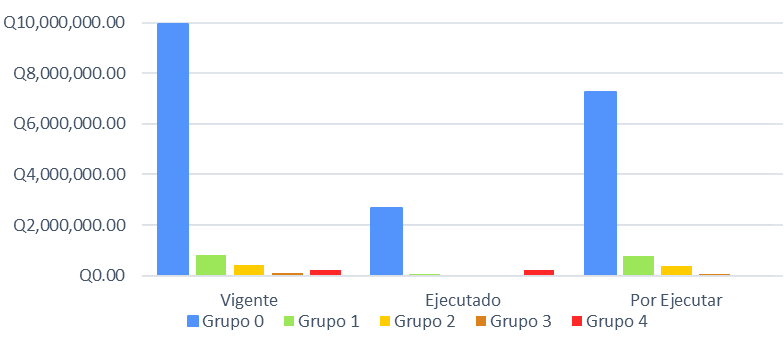 Q10,000,000.00
Q8,000,000.00
Q6,000,000.00
Q4,000,000.00
Q2,000,000.00
Q0.00
Vigente Ejecutado Por Ejecutar
Grupo 0 Grupo 1 Grupo 2 Grupo 3 Grupo 4